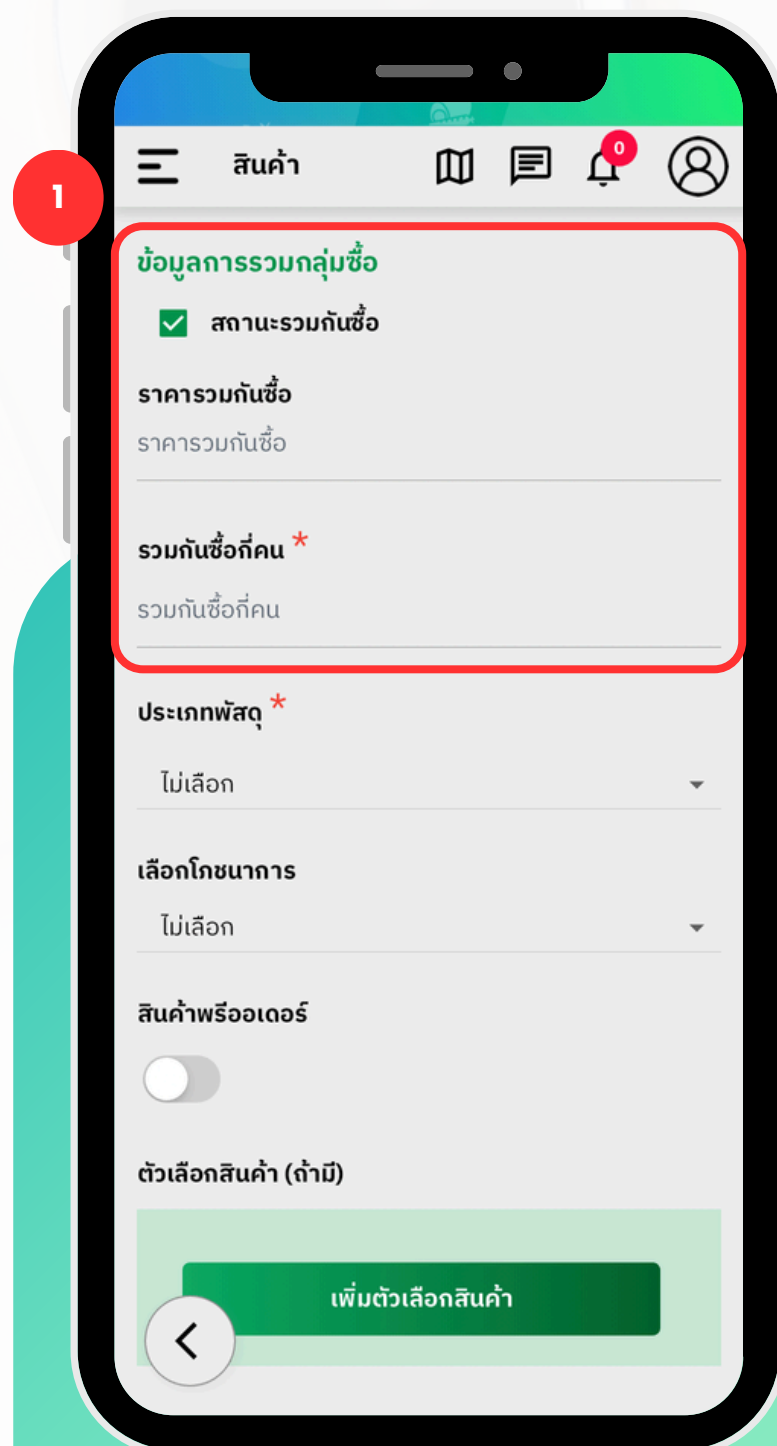 สินค้า
0
1
ข้อมูลการรวมกลุ่มซื้อ
สถานะรวมกันซื้อ
ราคารวมกันซื้อ
ราคารวมกันซื้อ
รวมกันซื้อกี่คน *
รวมกันซื้อกี่คน
ประเภทพัสดุ *
ไม่เลือก
เลือกโภชนาการ
ไม่เลือก
สินค้าพรีออเดอร์
ตัวเลือกสินค้า (ถ้ามี)
เพิ่มตัวเลือกสินค้า